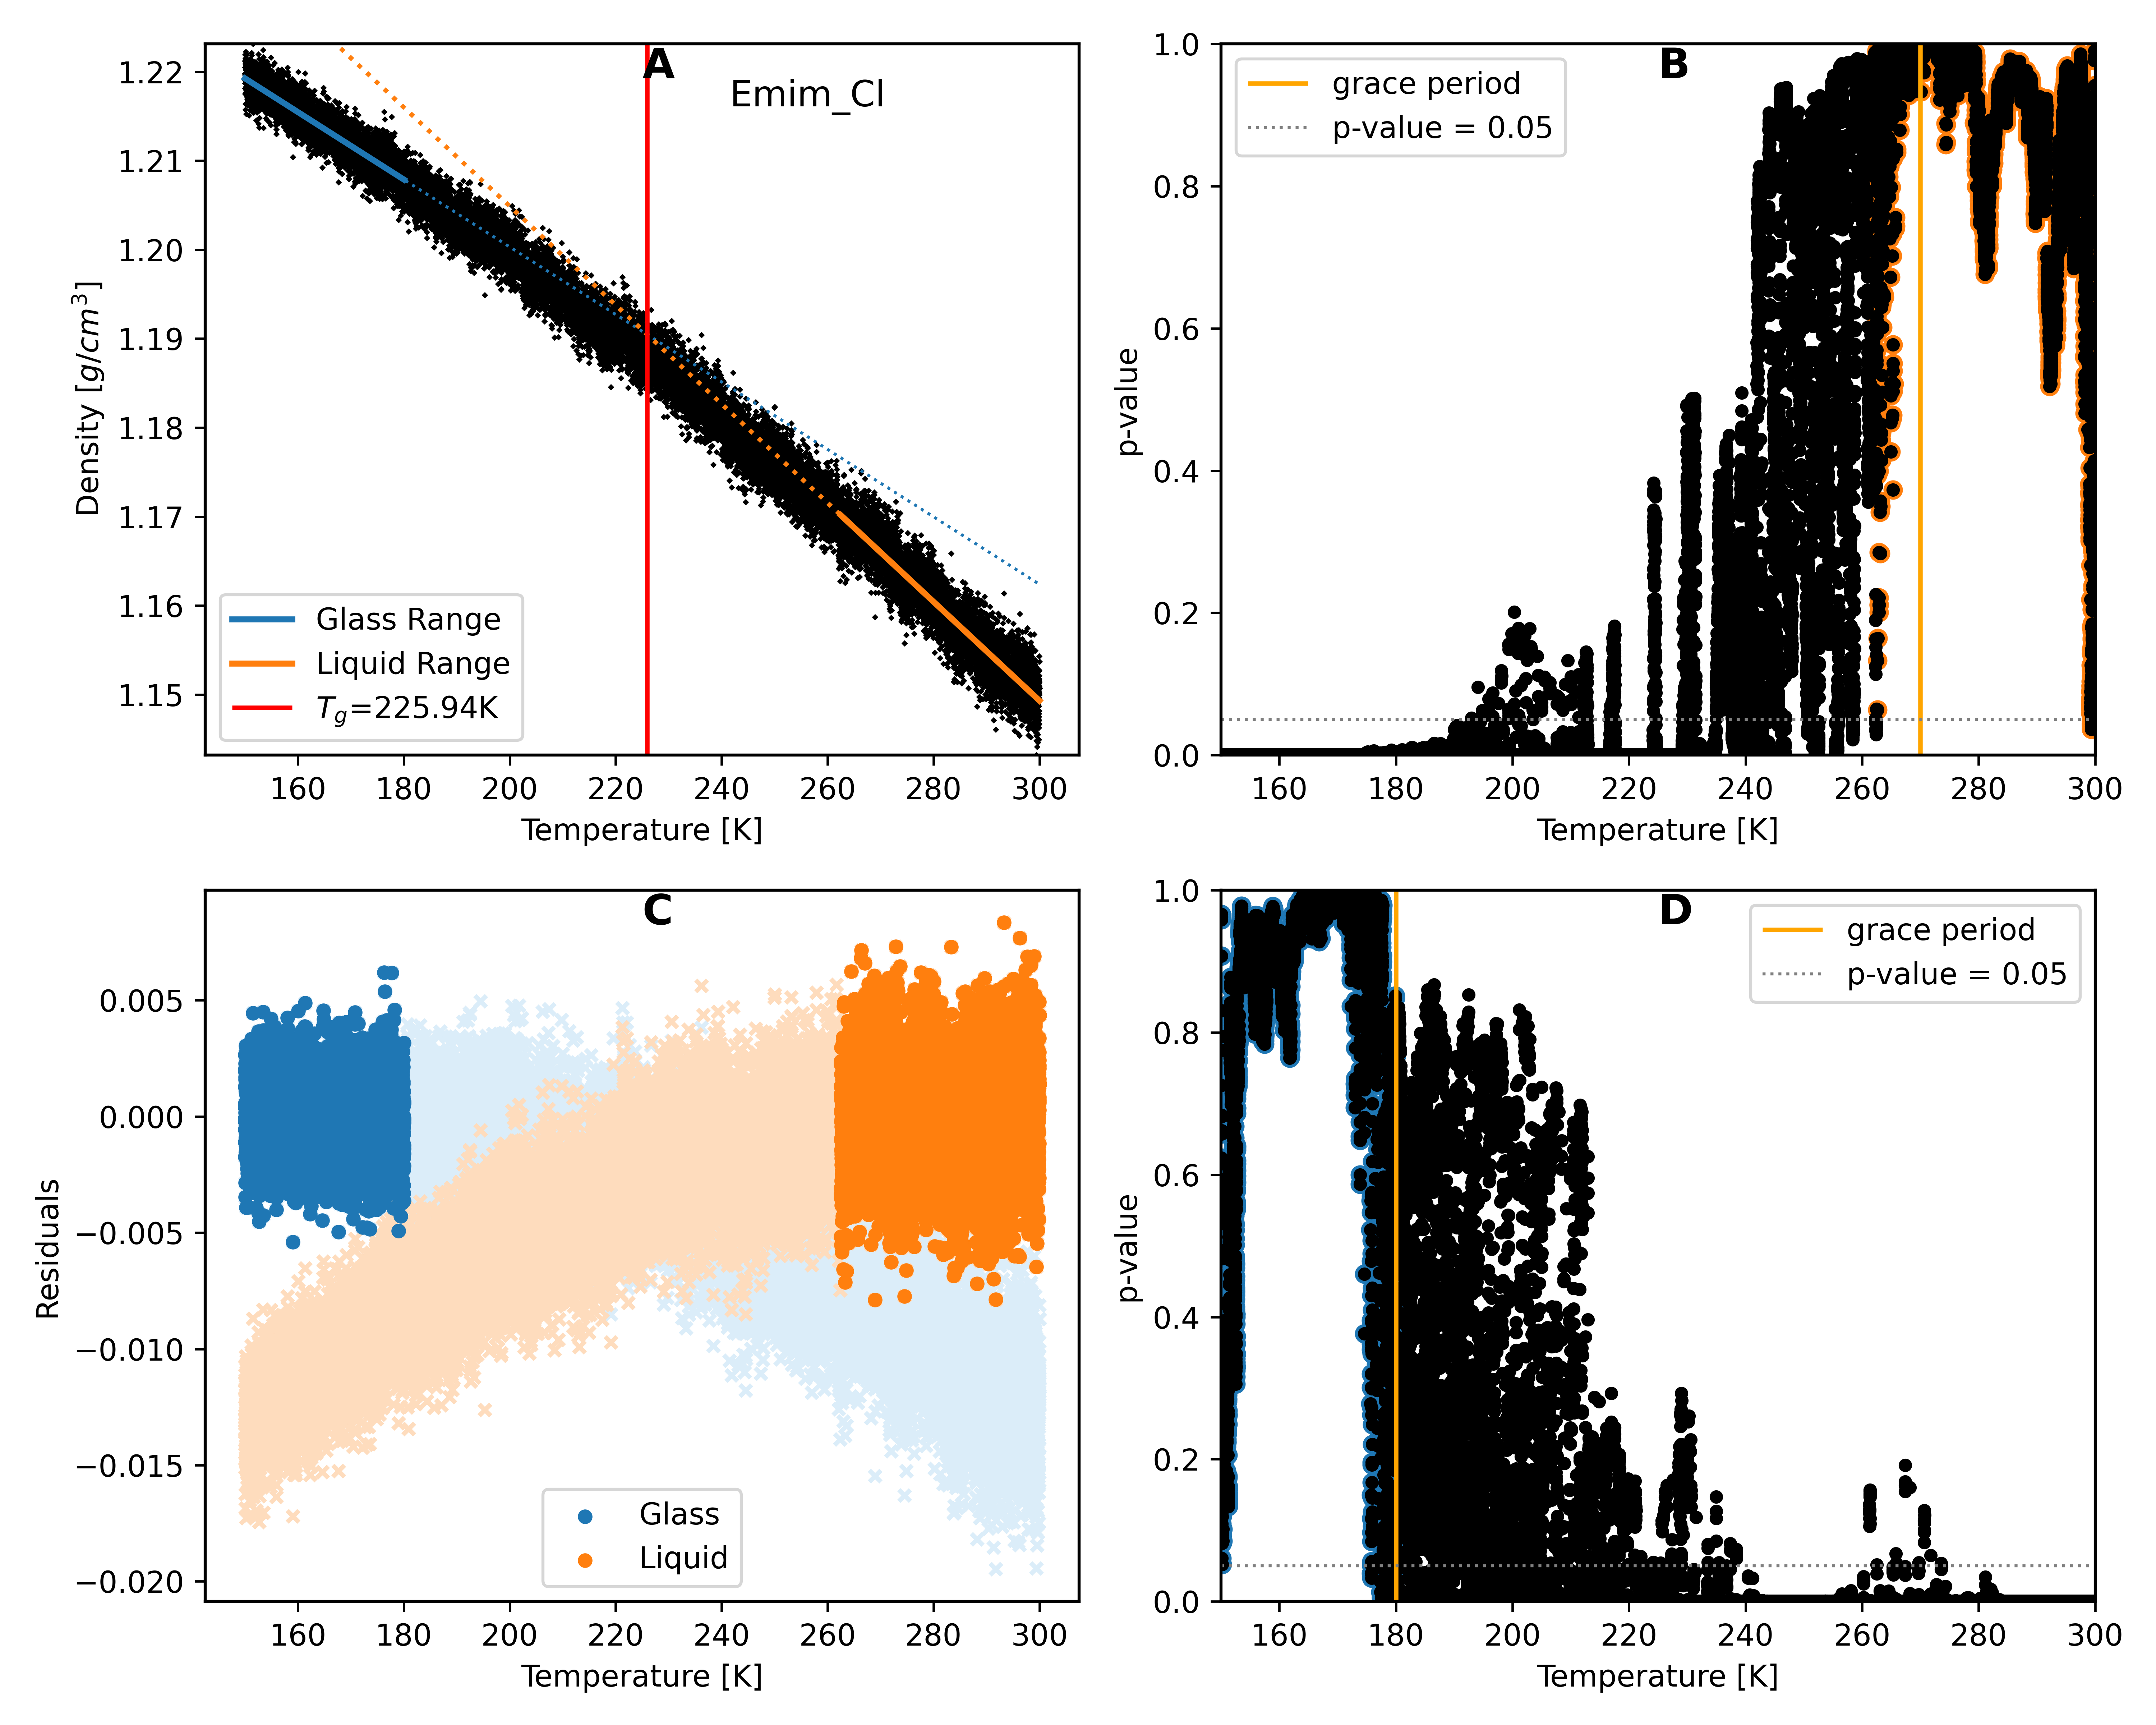 A
Emim_Cl
1.22
1.21
1.20
1.19
1.18
1.17
1.16
1.15
Density [g/cm³]
Glass Range
Liquid Range
T_g=225.94K
160 180 200 220 240 260 280 300
Temperature [K]
B
grace period
p-value = 0.05
1.0
0.8
0.6
0.4
0.2
0.0
p-value
160 180 200 220 240 260 280 300
Temperature [K]
C
0.005
0.000
−0.005
−0.010
−0.015
−0.020
Residuals
Glass
Liquid
160 180 200 220 240 260 280 300
Temperature [K]
D
grace period
p-value = 0.05
1.0
0.8
0.6
0.4
0.2
0.0
p-value
160 180 200 220 240 260 280 300
Temperature [K]